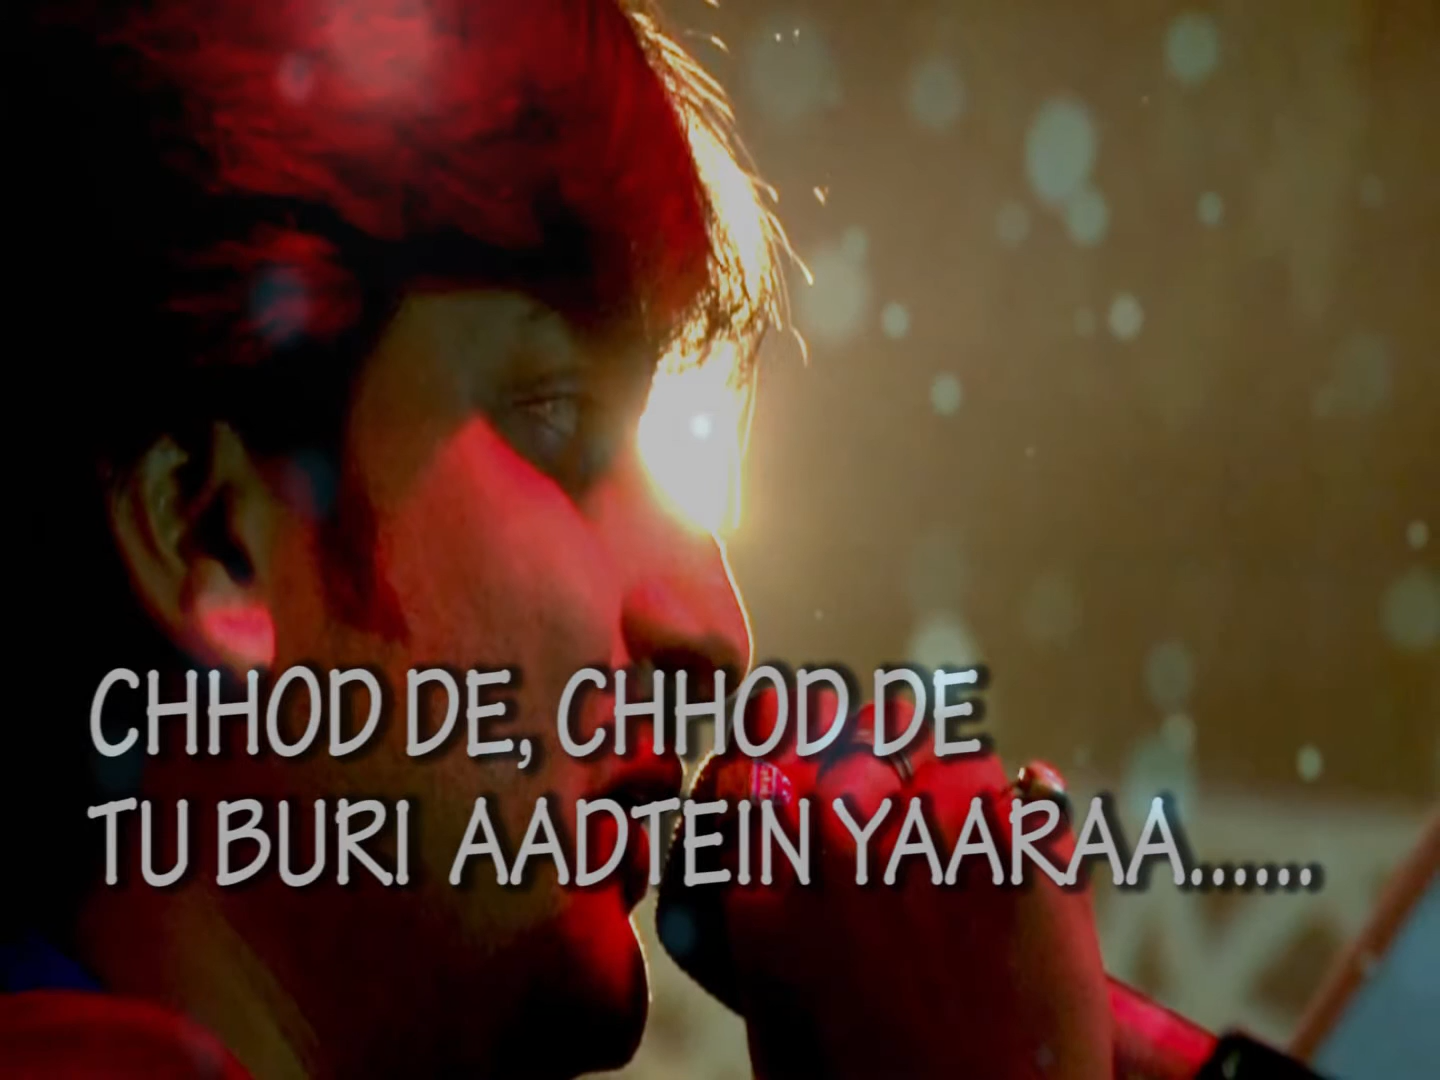 CHHOD DE, CHHOD DE
TU BURI AADTEIN YAARAA......